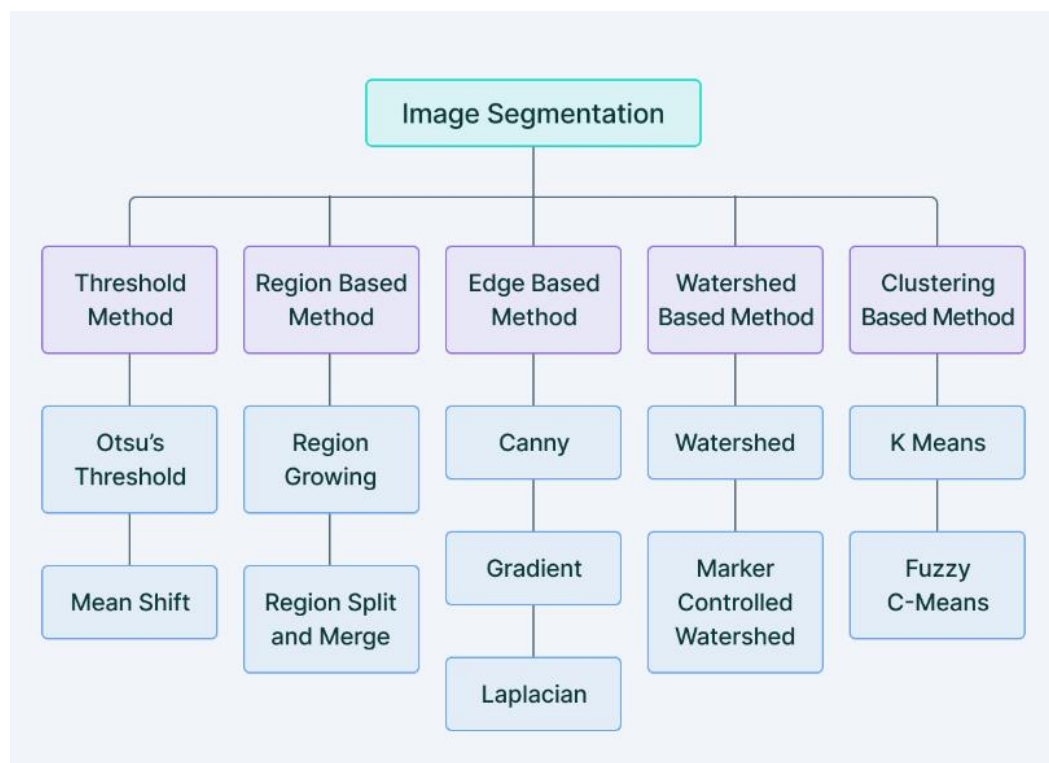 Image Segmentation
Threshold
Method
Region Based
Method
Edge Based
Method
Watershed
Based Method
Clustering
Based Method
Otsu’s
Threshold
Region
Growing
Canny
Watershed
K Means
Mean Shift
Region Split
and Merge
Gradient
Marker
Controlled
Watershed
Fuzzy
C-Means
Laplacian